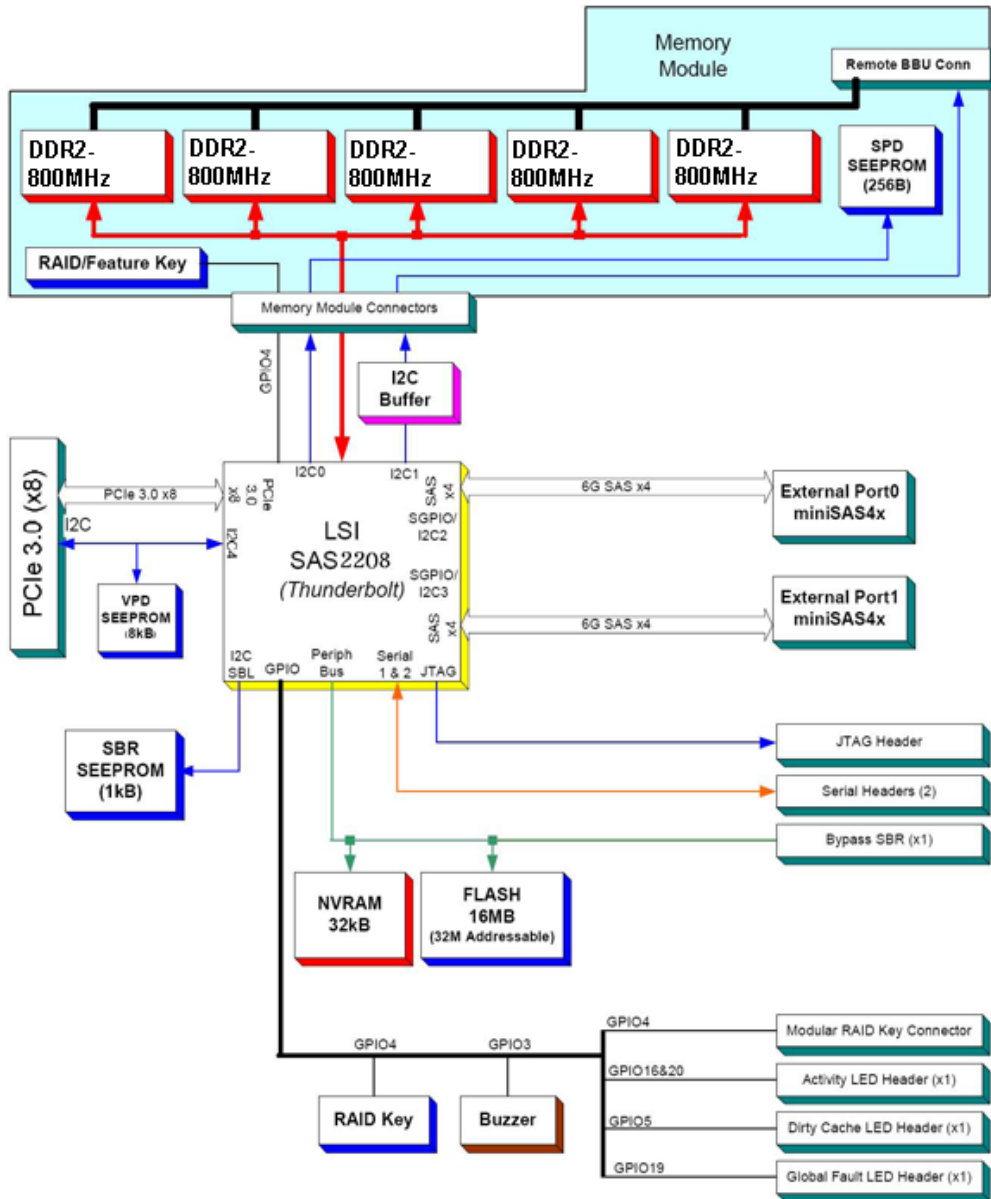 Memory
Module
Remote BBU Conn
DDR2-
800MHz
DDR2-
800MHz
DDR2-
800MHz
DDR2-
800MHz
DDR2-
800MHz
SPD
SEEPROM
(256B)
RAID/Feature Key
Memory Module Connectors
GPIO4
I2C
Buffer
PCIe 3.0 (x8)
PCIe 3.0 x8
I2C
VPD
SEEPROM
(8kB)
I2C0
I2C1
PCIe
3.0
x8
I2C4
LSI
SAS2208
(Thunderbolt)
SAS
x4
SGPIO/
I2C2
SGPIO/
I2C3
SAS
x4
I2C
SBL
GPIO
Periph
Bus
Serial
1 & 2
JTAG
6G SAS x4
External Port0
miniSAS4x
6G SAS x4
External Port1
miniSAS4x
SBR
SEEPROM
(1kB)
JTAG Header
Serial Headers (2)
Bypass SBR (x1)
NVRAM
32kB
FLASH
16MB
(32M Addressable)
GPIO4
GPIO3
RAID Key
Buzzer
GPIO4
Modular RAID Key Connector
GPIO16&20
Activity LED Header (x1)
GPIO5
Dirty Cache LED Header (x1)
GPIO19
Global Fault LED Header (x1)